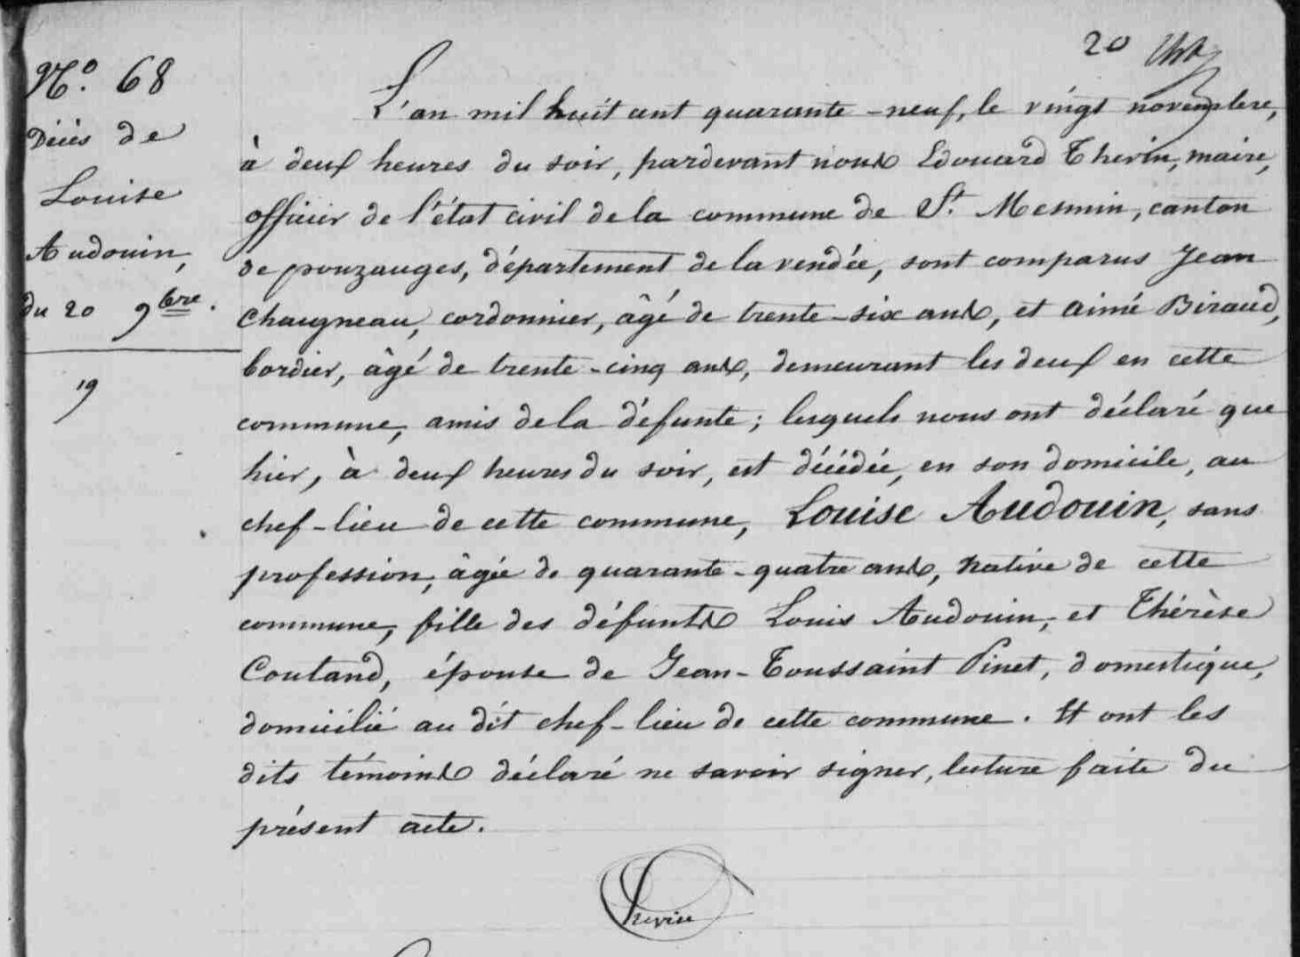 20
N.o 68
Décès de
Louise
Audouin,
du 20 9bre.
19
L'an mil huit cent quarante-neuf, le vingt novembre,
à deux heures du soir, pardevant nous Edouard Thevin, maire,
officier de l'état civil de la commune de St. Mesmin, canton
de pouzauges, département de la vendée, sont comparus Jean
Chaigneau, cordonnier, âgé de trente-six ans, et aimé Biraud,
bordier, âgé de trente-cinq ans, demeurant les deux en cette
commune, amis de la défunte; lesquels nous ont déclaré que
hier, à deux heures du soir, est décédée, en son domicile, au
chef-lieu de cette commune, Louise Audouin, sans
profession, âgée de quarante-quatre ans, native de cette
commune, fille des défunts Louis Audouin, et Thérèse
Coutand, épouse de Jean-Toussaint Pinet, domestique,
domicilié au dit chef-lieu de cette commune. Et ont les
dits témoins déclaré ne savoir signer, lecture faite du
présent acte.
Thevin